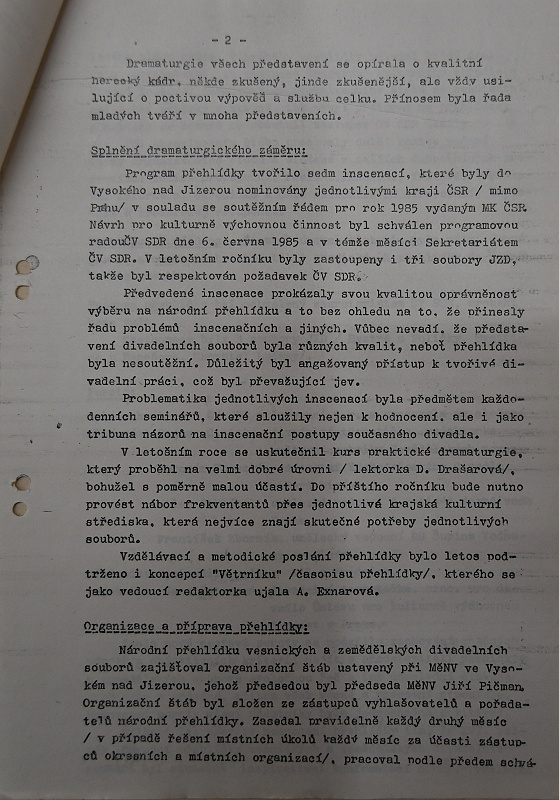 - 2 -
Dramaturgie všech představení se opírala o kvalitní
herecký kádr, někde zkušený, jinde zkušenější, ale vždy usi-
lující o poctivou výpověď a službu celku. Přínosem byla řada
mladých tváří v mnoha představeních.
Splnění dramaturgického záměru:
Program přehlídky tvořilo sedm inscenací, které byly do
Vysokého nad Jizerou nominovány jednotlivými kraji ČSR / mimo
Prahu/ v souladu se soutěžním řádem pro rok 1985 vydaným MK ČSR.
Návrh pro kulturně výchovnou činnost byl schválen programovou
radouČV SDR dne 6. června 1985 a v témže měsíci Sekretariátem
ČV SDR. V letošním ročníku byly zastoupeny i tři soubory JZD,
takže byl respektován požadavek ČV SDR.
Předvedené inscenace prokázaly svou kvalitou oprávněnost
výběru na národní přehlídku a to bez ohledu na to, že přinesly
řadu problémů inscenačních a jiných. Vůbec nevadí, že předsta-
vení divadelních souborů byla různých kvalit, neboť přehlídka
byla nesoutěžní. Důležitý byl angažovaný přístup k tvořivé di-
vadelní práci, což byl převažující jev.
Problematika jednotlivých inscenací byla předmětem každo-
denních seminářů, které sloužily nejen k hodnocení, ale i jako
tribuna názorů na inscenační postupy současného divadla.
V letošním roce se uskutečnil kurs praktické dramaturgie,
který proběhl na velmi dobré úrovni / lektorka D. Drašarová/,
bohužel s poměrně malou účastí. Do příštího ročníku bude nutno
provést nábor frekventantů přes jednotlivá krajská kulturní
střediska, která nejvíce znají skutečné potřeby jednotlivých
souborů.
Vzdělávací a metodické poslání přehlídky bylo letos pod-
trženo i koncepcí "Větrníku" /časopisu přehlídky/, kterého se
jako vedoucí redaktorka ujala A. Exnarová.
Organizace a příprava přehlídky:
Národní přehlídku vesnických a zemědělských divadelních
souborů zajišťoval organizační štáb ustavený při MěNV ve Vyso-
kém nad Jizerou, jehož předsedou byl předseda MěNV Jiří Pičman.
Organizační štáb byl složen ze zástupců vyhlašovatelů a pořada-
telů národní přehlídky. Zasedal pravidelně každý druhý měsíc
/ v případě řešení místních úkolů každý měsíc za účasti zástup-
ců okresních a místních organizací/, pracoval podle předem schvá-